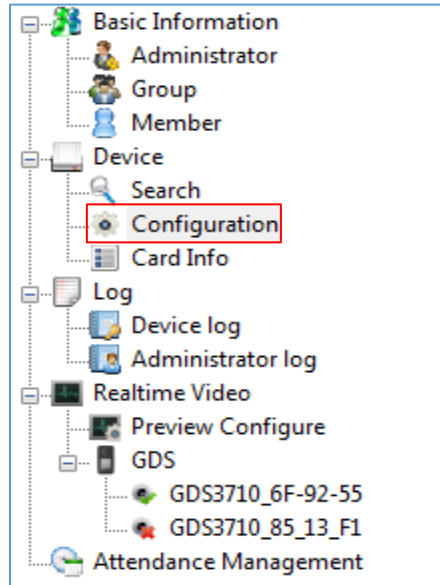 Basic Information
Administrator
Group
Member
Device
Search
Configuration
Card Info
Log
Device log
Administrator log
Realtime Video
Preview Configure
GDS
GDS3710_6F-92-55
GDS3710_85_13_F1
Attendance Management